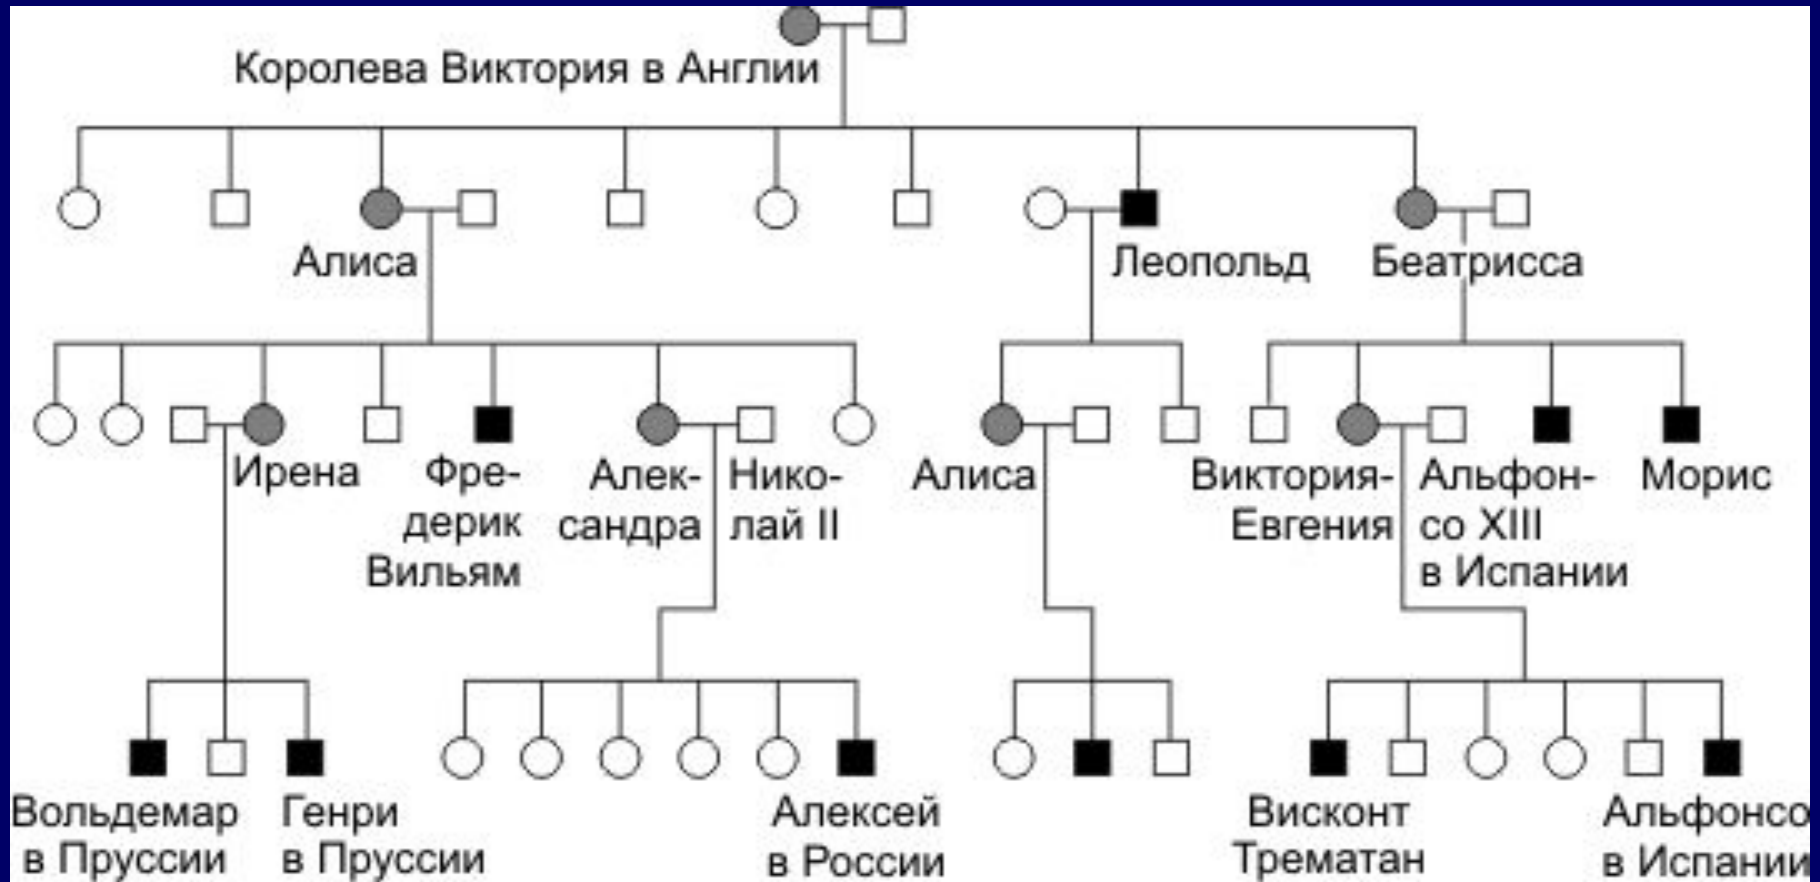 Королева Виктория в Англии
Алиса
Леопольд
Беатрисса
Ирена
Фре-
дерик
Вильям
Алек-
сандра
Нико-
лай II
Алиса
Виктория-
Евгения
Альфон-
со XIII
в Испании
Морис
Вольдемар
в Пруссии
Генри
в Пруссии
Алексей
в России
Висконт
Трематан
Альфонсо
в Испании